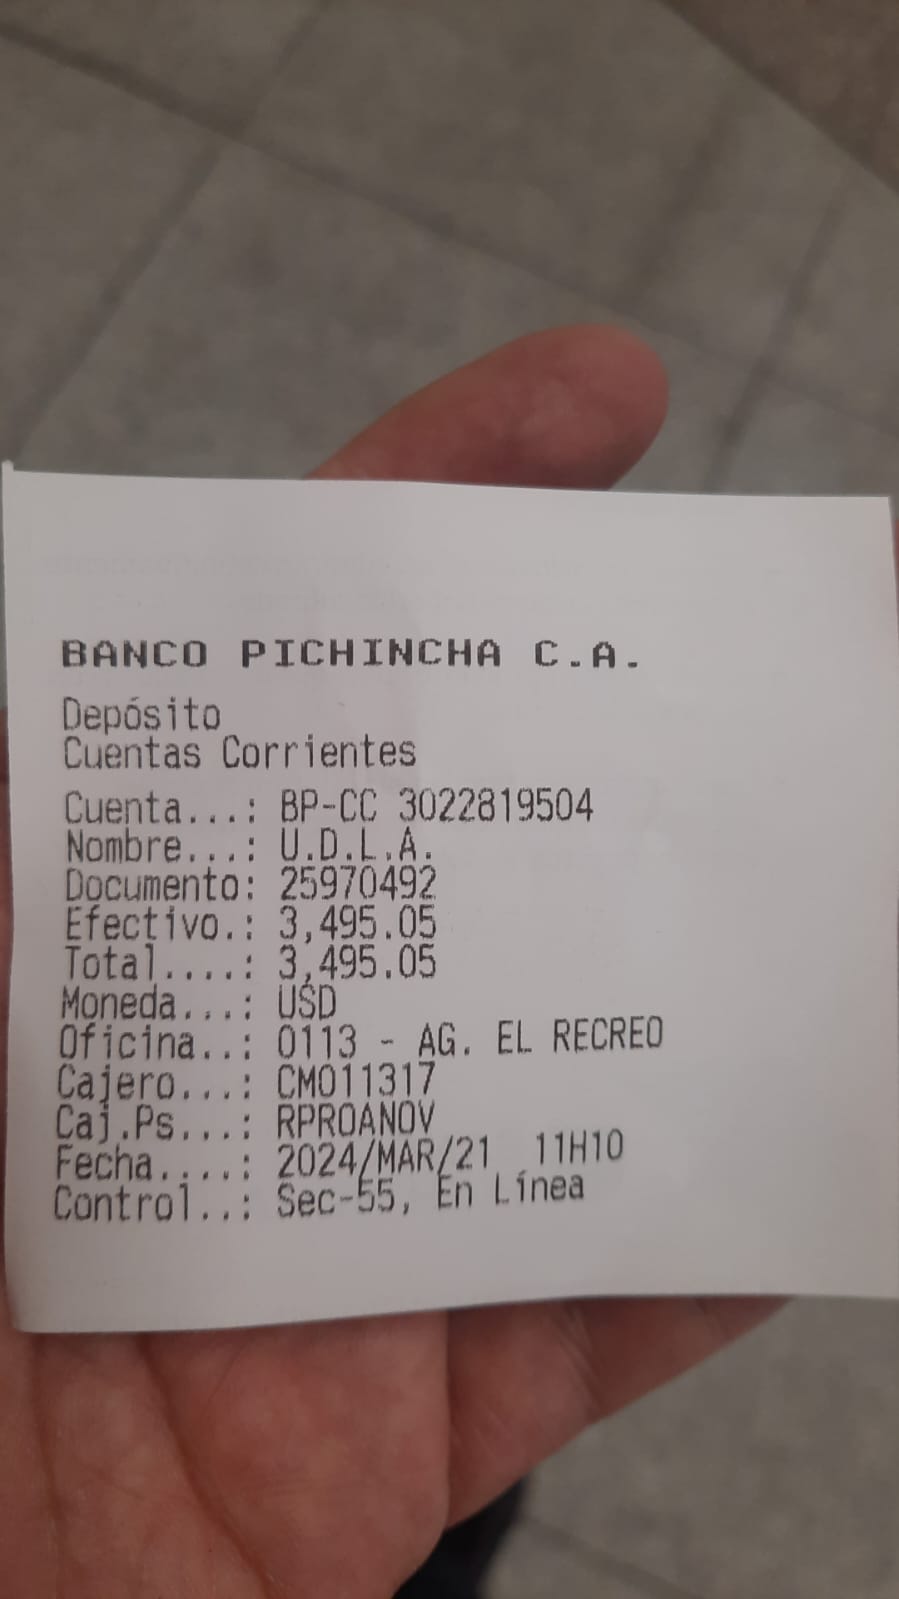 BANCO PICHINCHA C.A.
Depósito
Cuentas Corrientes
Cuenta...: BP-CC 3022819504
Nombre...: U.D.L.A.
Documento: 25970492
Efectivo.: 3,495.05
Total....: 3,495.05
Moneda...: USD
Oficina..: 0113 - AG. EL RECREO
Cajero...: CM011317
Caj.Ps...: RPROANOV
Fecha....: 2024/MAR/21 11H10
Control..: Sec-55, En Línea